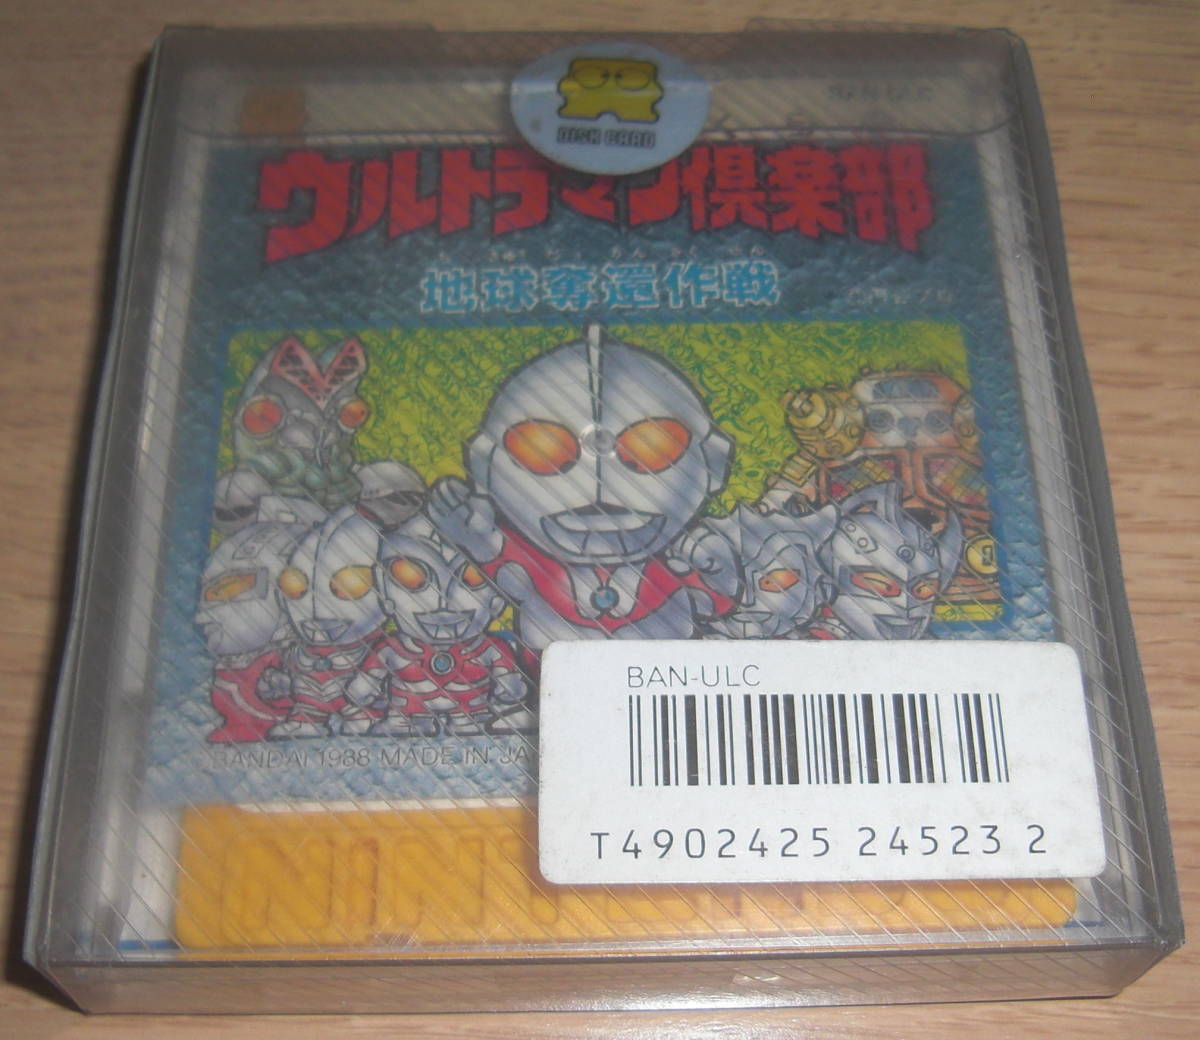 DISK CARD
ウルトラマン倶楽部
地球奪還作戦
BANDAI 1988 MADE IN JA
BAN-ULC
T4902425 24523 2
NINTE